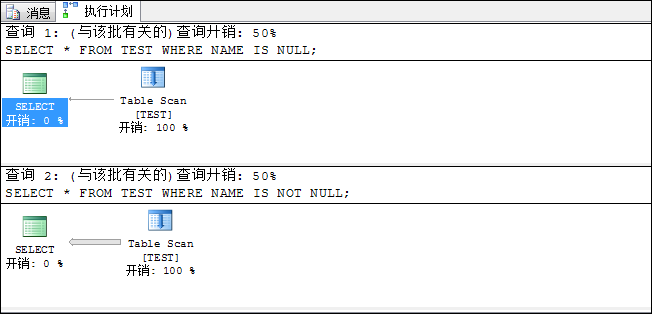 消息 执行计划
查询 1: (与该批有关的)查询开销: 50%
SELECT * FROM TEST WHERE NAME IS NULL;
SELECT
开销: 0 %
Table Scan
[TEST]
开销: 100 %
查询 2: (与该批有关的)查询开销: 50%
SELECT * FROM TEST WHERE NAME IS NOT NULL;
SELECT
开销: 0 %
Table Scan
[TEST]
开销: 100 %